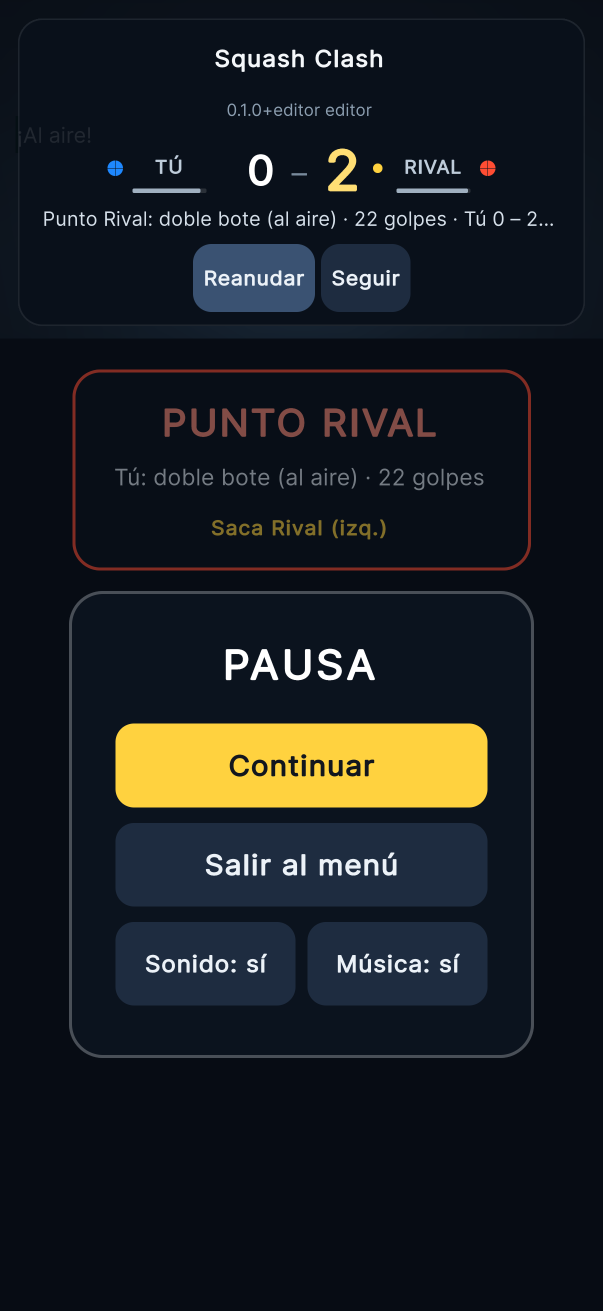 Squash Clash
0.1.0+editor editor
¡Al aire!
TÚ 0 – 2 • RIVAL
Punto Rival: doble bote (al aire) · 22 golpes · Tú 0 – 2...
Reanudar Seguir
PUNTO RIVAL
Tú: doble bote (al aire) · 22 golpes
Saca Rival (izq.)
PAUSA
Continuar
Salir al menú
Sonido: sí Música: sí